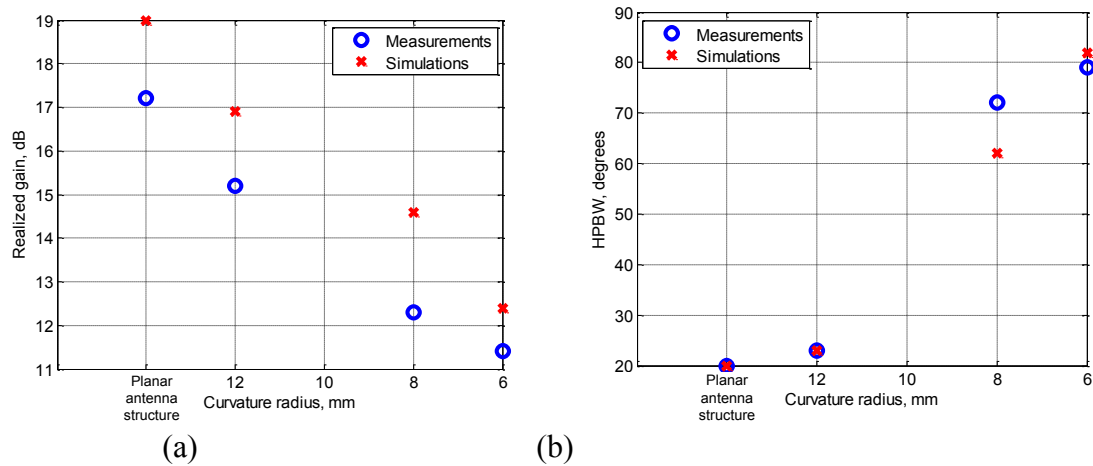 19
18
17
16
15
14
13
12
11
Realized gain, dB
Measurements
Simulations
Planar
antenna
structure
12
10
8
6
Curvature radius, mm
(a)
90
80
70
60
50
40
30
20
HPBW, degrees
Measurements
Simulations
Planar
antenna
structure
12
10
8
6
Curvature radius, mm
(b)